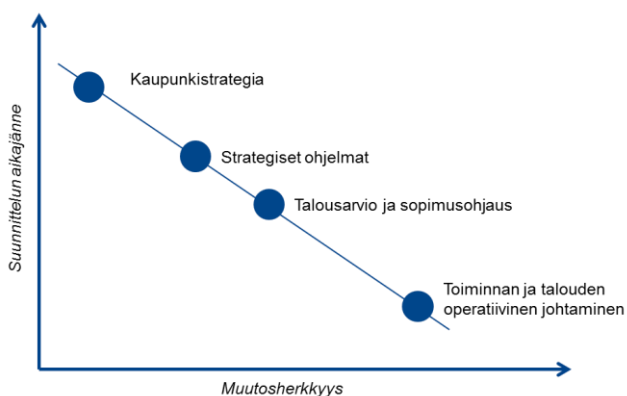 Kaupunkistrategia
Strategiset ohjelmat
Talousarvio ja sopimusohjaus
Toiminnan ja talouden
operatiivinen johtaminen
Suunnittelun aikajänne
Muutosherkkyys